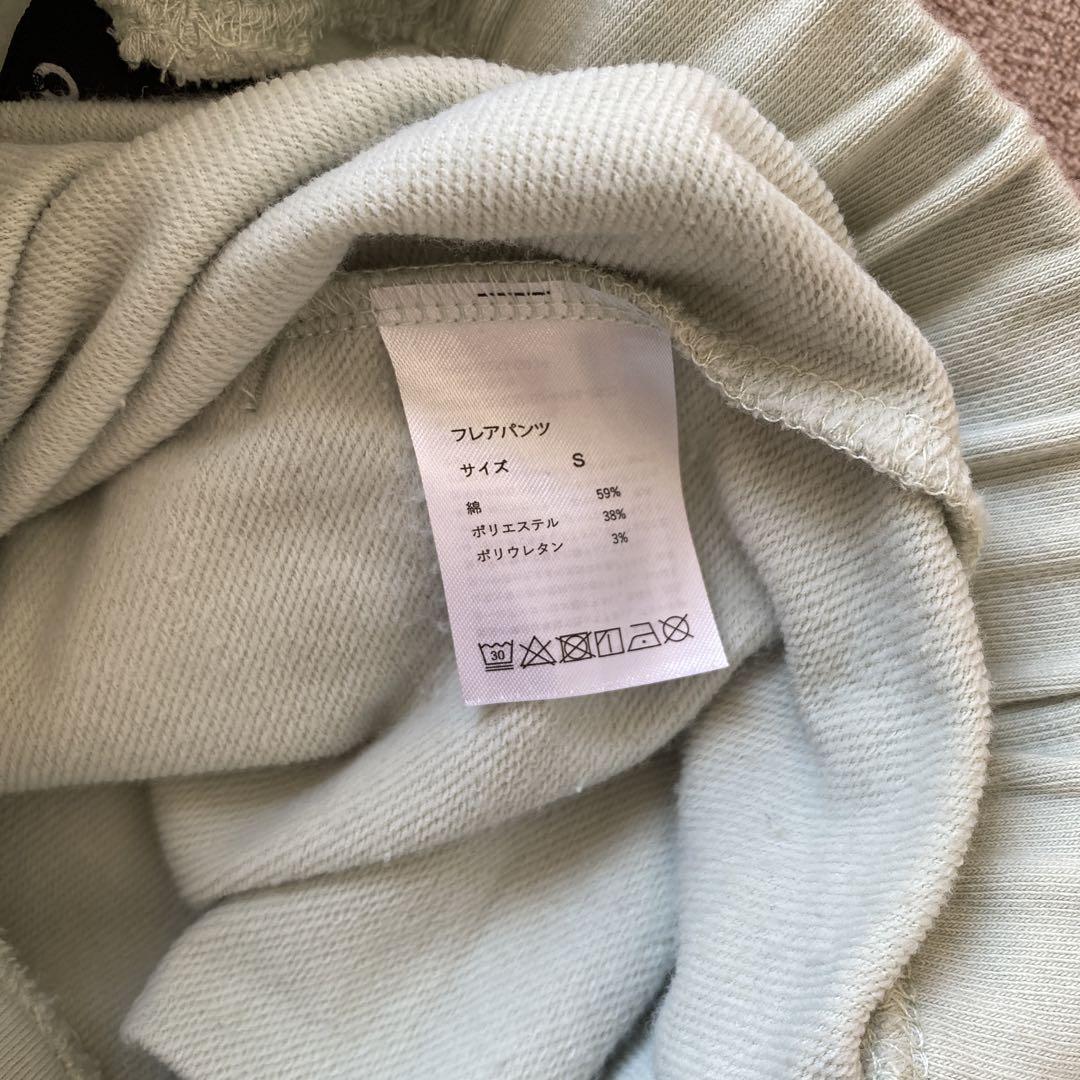 フレアパンツ
サイズ S
綿 59%
ポリエステル 38%
ポリウレタン 3%
30